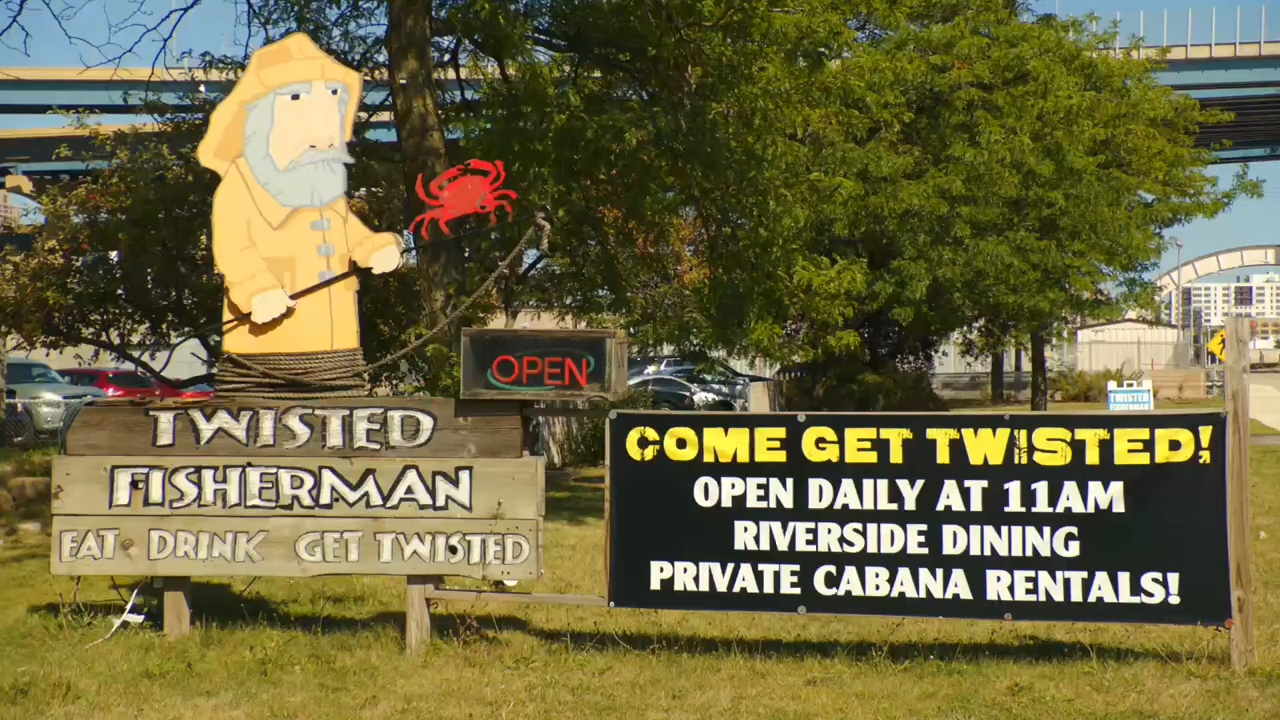 OPEN
TWISTED
FISHERMAN
EAT DRINK GET TWISTED
COME GET TWISTED!
OPEN DAILY AT 11AM
RIVERSIDE DINING
PRIVATE CABANA RENTALS!
TWISTED
FISHERMAN